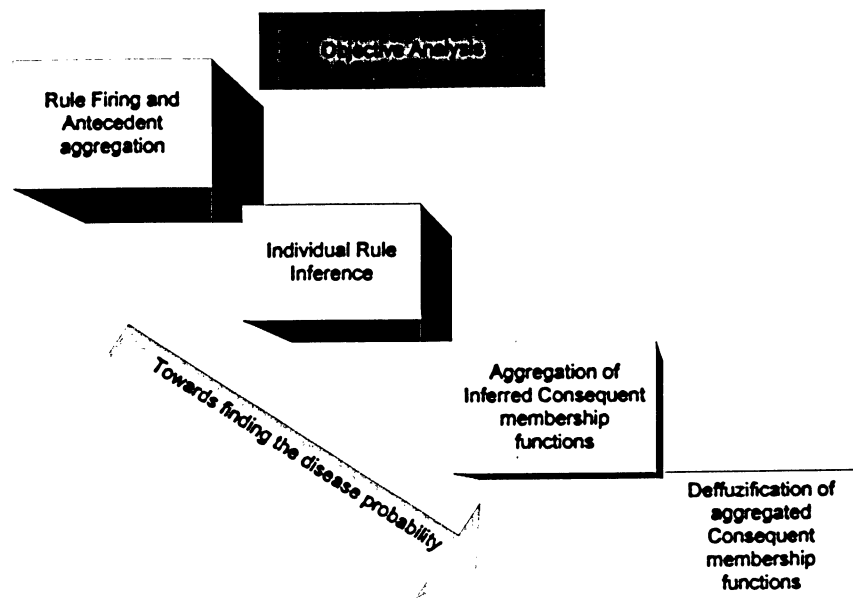 Objective Analysis
Rule Firing and
Antecedent
aggregation
Individual Rule
Inference
Aggregation of
Inferred Consequent
membership
functions
Towards finding the disease probability
Deffuzification of
aggregated
Consequent
membership
functions